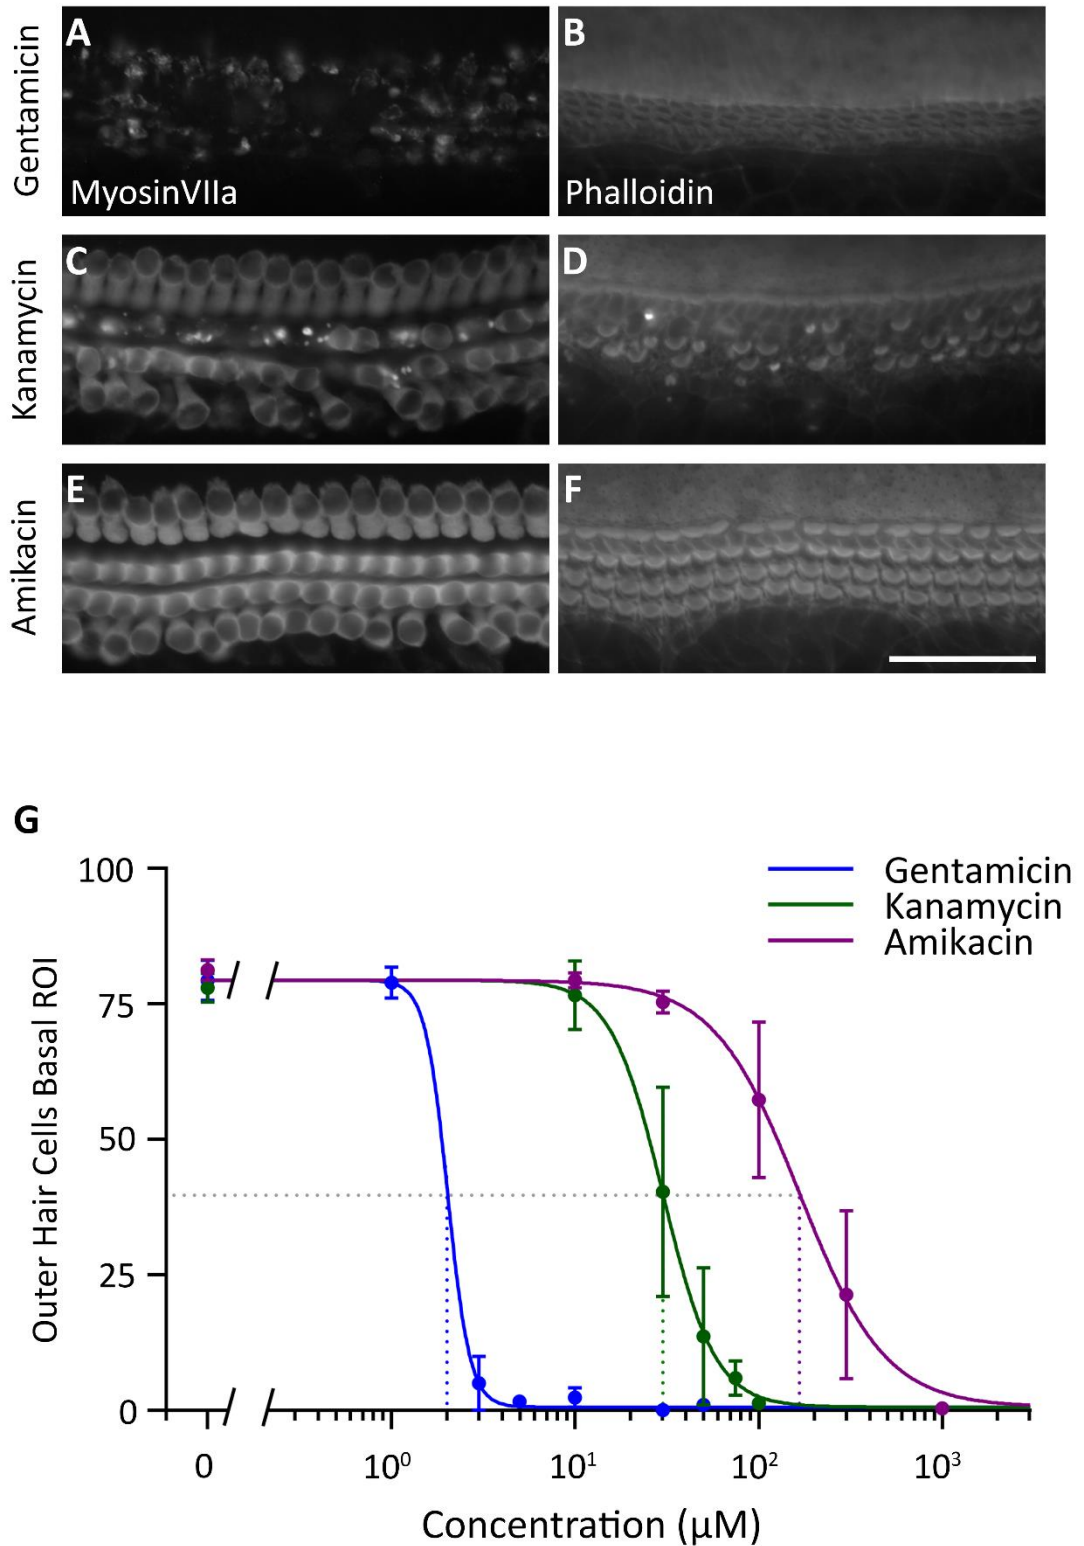 Gentamicin
A
MyosinVIIa
B
Phalloidin
Kanamycin
C
D
Amikacin
E
F
G
Gentamicin
Kanamycin
Amikacin
Outer Hair Cells Basal ROI
100
75
50
25
0
0 10⁰ 10¹ 10² 10³
Concentration (μM)